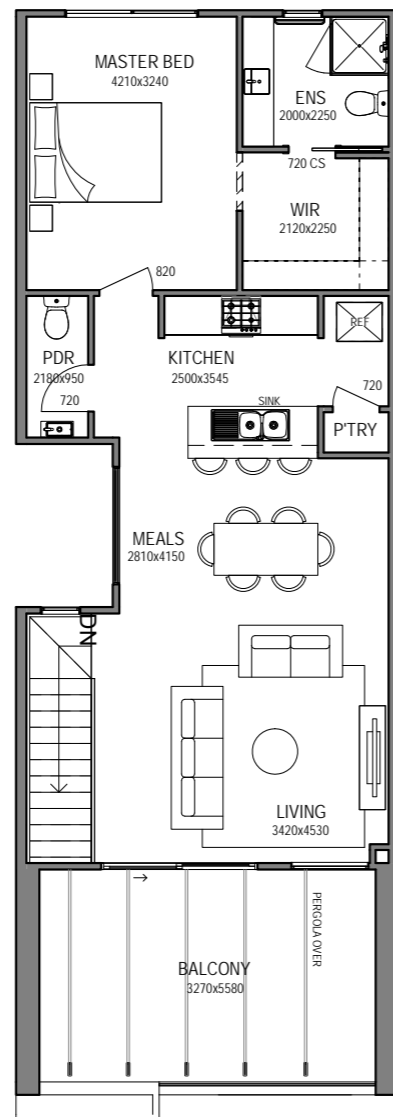 MASTER BED
4210x3240
ENS
2000x2250
720 CS
WIR
2120x2250
820
PDR
2180x950
720
KITCHEN
2500x3545
REF
720
SINK
P'TRY
MEALS
2810x4150
DN
LIVING
3420x4530
PERGOLA OVER
BALCONY
3270x5580